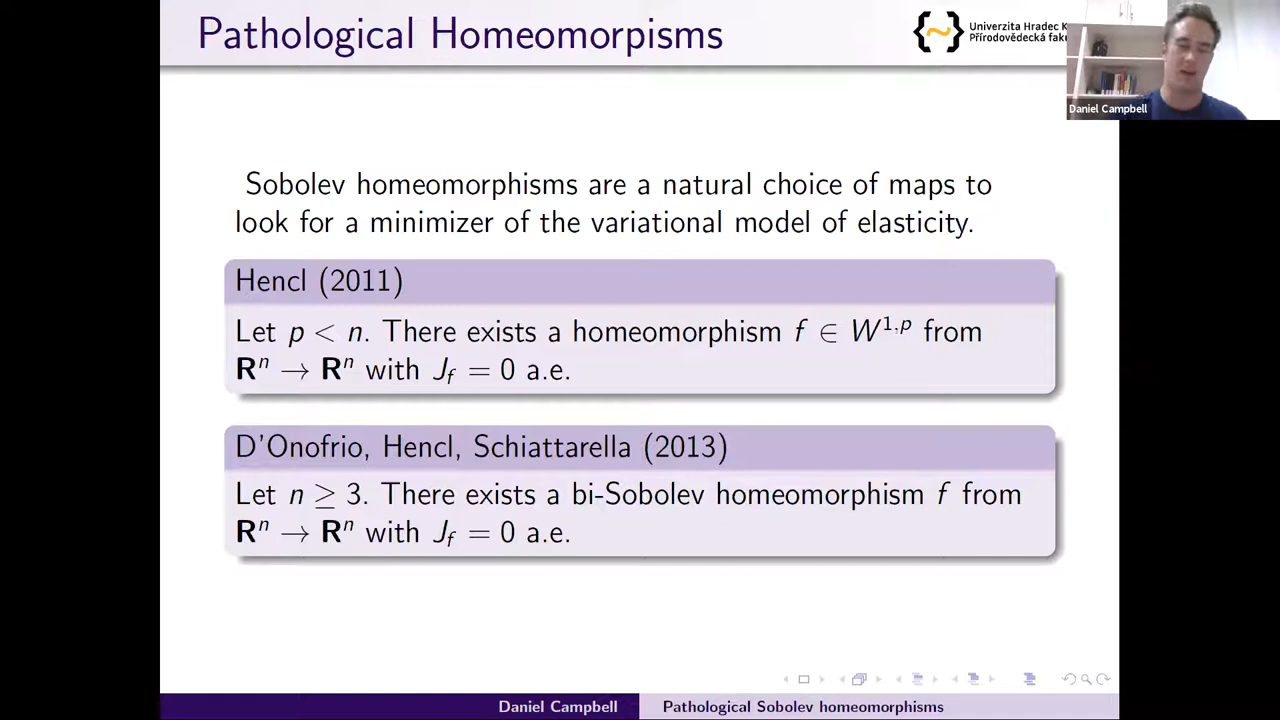 Pathological Homeomorpisms
Univerzita Hradec K
Přírodovědecká fak
Daniel Campbell
Sobolev homeomorphisms are a natural choice of maps to
look for a minimizer of the variational model of elasticity.
Hencl (2011)
Let p < n. There exists a homeomorphism f ∈ W^{1,p} from
R^n → R^n with J_f = 0 a.e.
D'Onofrio, Hencl, Schiattarella (2013)
Let n ≥ 3. There exists a bi-Sobolev homeomorphism f from
R^n → R^n with J_f = 0 a.e.
Daniel Campbell
Pathological Sobolev homeomorphisms